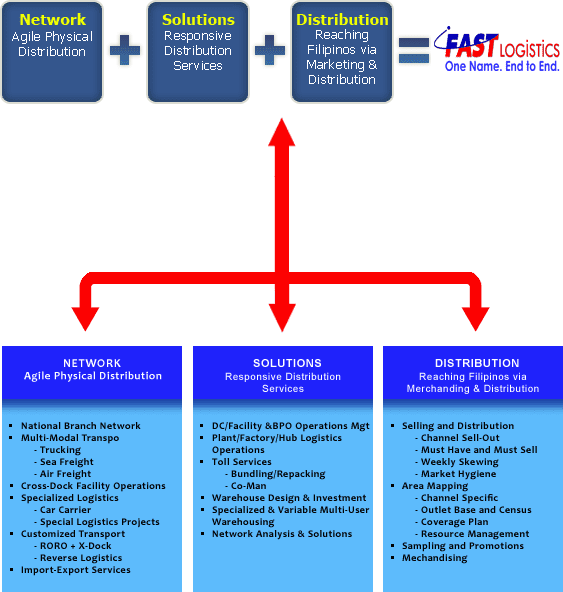 Network
Agile Physical
Distribution
Solutions
Responsive
Distribution
Services
Distribution
Reaching
Filipinos via
Marketing &
Distribution
FAST LOGISTICS
One Name. End to End.
NETWORK
Agile Physical Distribution
▪ National Branch Network
▪ Multi-Modal Transpo
- Trucking
- Sea Freight
- Air Freight
▪ Cross-Dock Facility Operations
▪ Specialized Logistics
- Car Carrier
- Special Logistics Projects
▪ Customized Transport
- RORO + X-Dock
- Reverse Logistics
▪ Import-Export Services
SOLUTIONS
Responsive Distribution
Services
▪ DC/Facility &BPO Operations Mgt
▪ Plant/Factory/Hub Logistics
Operations
▪ Toll Services
- Bundling/Repacking
- Co-Man
▪ Warehouse Design & Investment
▪ Specialized & Variable Multi-User
Warehousing
▪ Network Analysis & Solutions
DISTRIBUTION
Reaching Filipinos via
Merchanding & Distribution
▪ Selling and Distribution
- Channel Sell-Out
- Must Have and Must Sell
- Weekly Skewing
- Market Hygiene
▪ Area Mapping
- Channel Specific
- Outlet Base and Census
- Coverage Plan
- Resource Management
▪ Sampling and Promotions
▪ Mechandising